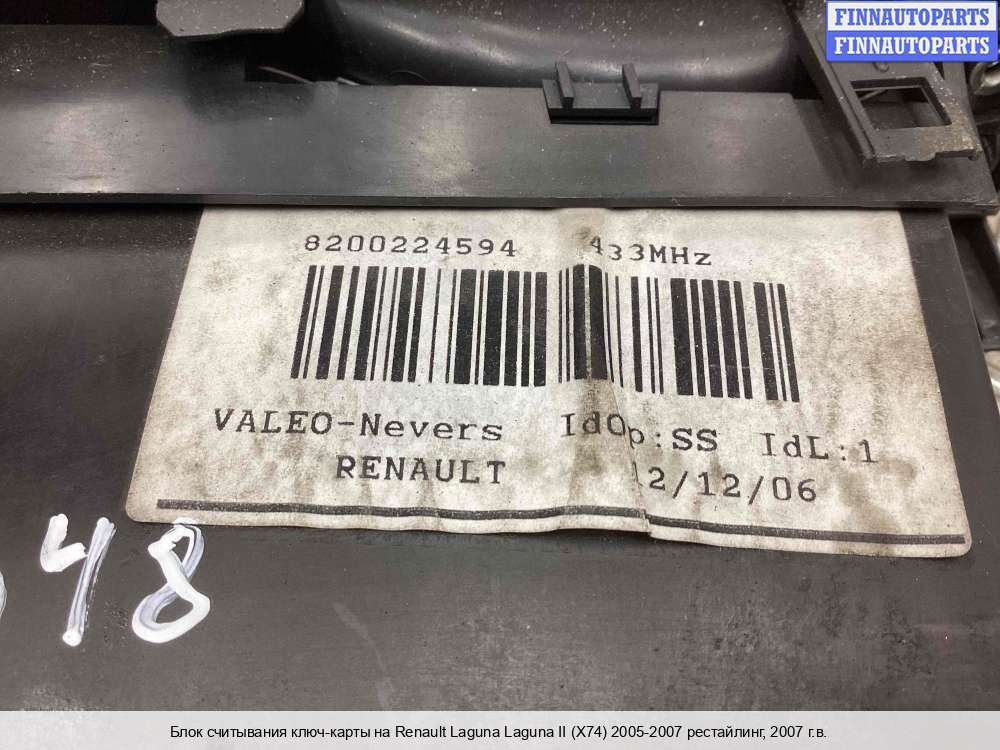 FINNAUTOPARTS
FINNAUTOPARTS
8200224594 433MHz
VALEO-Nevers IdOp:SS IdL:1
RENAULT 12/12/06
48
Блок считывания ключ-карты на Renault Laguna Laguna II (X74) 2005-2007 рестайлинг, 2007 г.в.